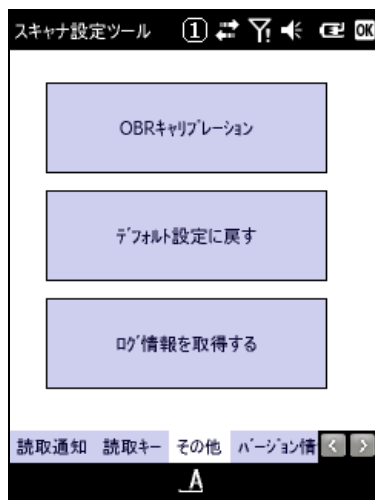 スキャナ設定ツール ① OK
OBRｷｬﾘﾌﾞﾚｰｼｮﾝ
ﾃﾞﾌｫﾙﾄ設定に戻す
ﾛｸﾞ情報を取得する
読取通知 読取ｷｰ その他 ﾊﾞｰｼﾞｮﾝ情
A